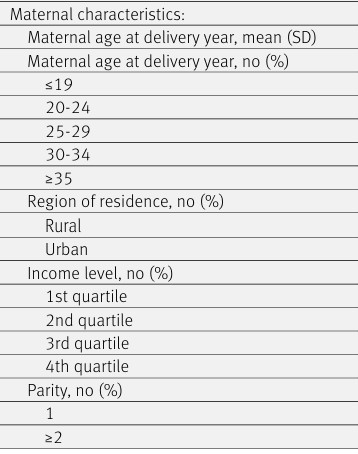 Maternal characteristics:
Maternal age at delivery year, mean (SD)
Maternal age at delivery year, no (%)
≤19
20-24
25-29
30-34
≥35
Region of residence, no (%)
Rural
Urban
Income level, no (%)
1st quartile
2nd quartile
3rd quartile
4th quartile
Parity, no (%)
1
≥2